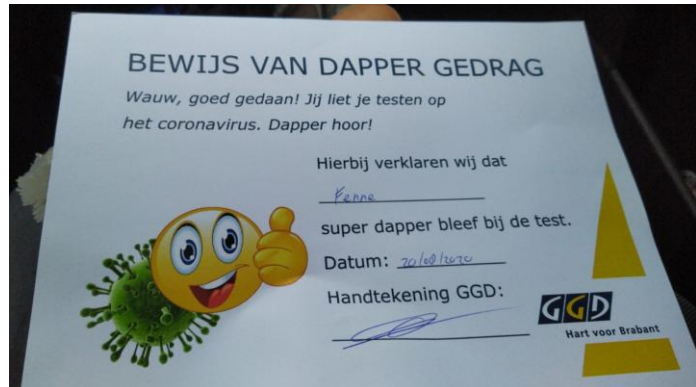 BEWIJS VAN DAPPER GEDRAG
Wauw, goed gedaan! Jij liet je testen op
het coronavirus. Dapper hoor!
Hierbij verklaren wij dat
Fenne
super dapper bleef bij de test.
Datum: 20/08/2020
Handtekening GGD:
GGD
Hart voor Brabant